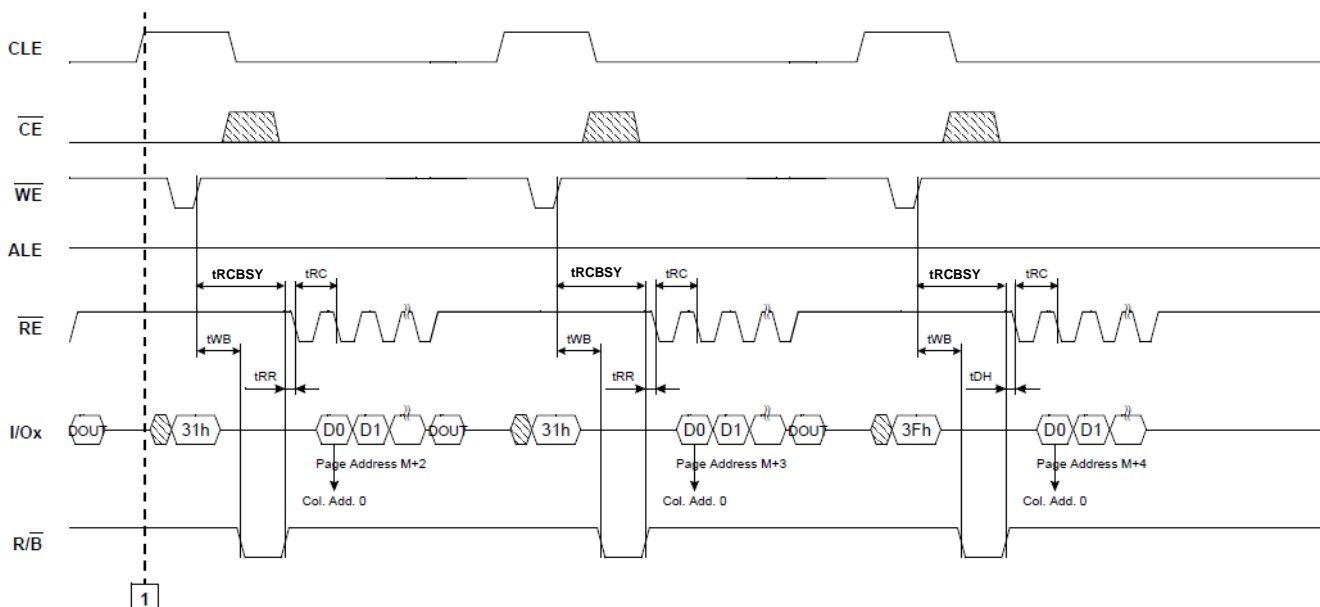 CLE
CE
WE
ALE
tRCBSY tRC tRCBSY tRC tRCBSY tRC
RE
tWB tWB tWB
tRR tRR tDH
I/Ox DOUT 31h D0 D1 DOUT 31h D0 D1 DOUT 3Fh D0 D1
Page Address M+2 Page Address M+3 Page Address M+4
Col. Add. 0 Col. Add. 0 Col. Add. 0
R/B
1